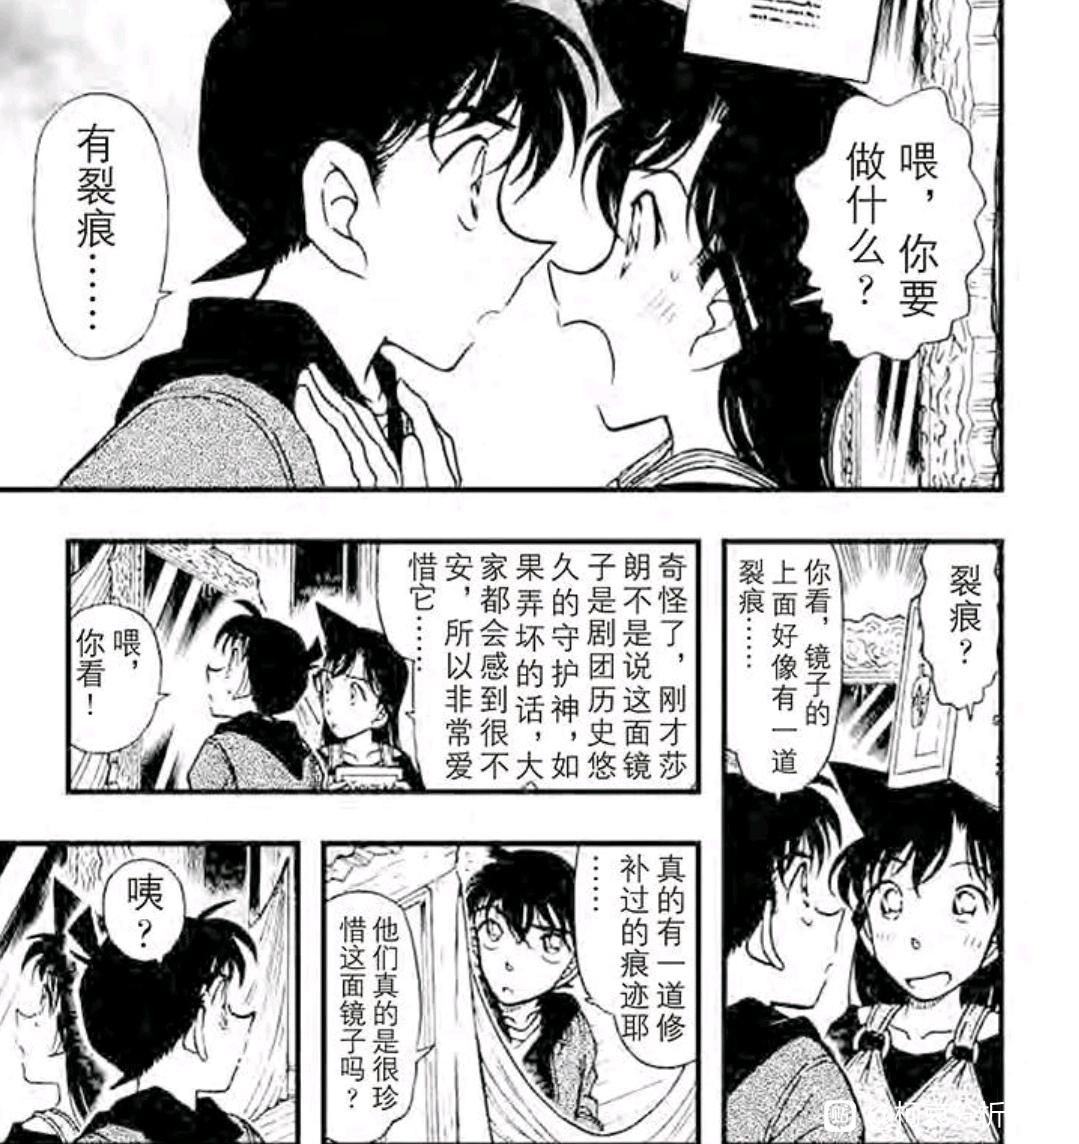 喂，你要
做什么？
有裂痕……
裂痕？
你看，镜子的
上面好像有一道
裂痕……
奇怪了，刚才莎
朗不是说这面镜
子是剧团历史悠
久的守护神，如
果弄坏的话，大
家都会感到很不
安，所以非常爱
惜它……
喂，
你看！
真的有一道修
补过的痕迹耶
……
他们真的是很珍
惜这面镜子吗？
咦？